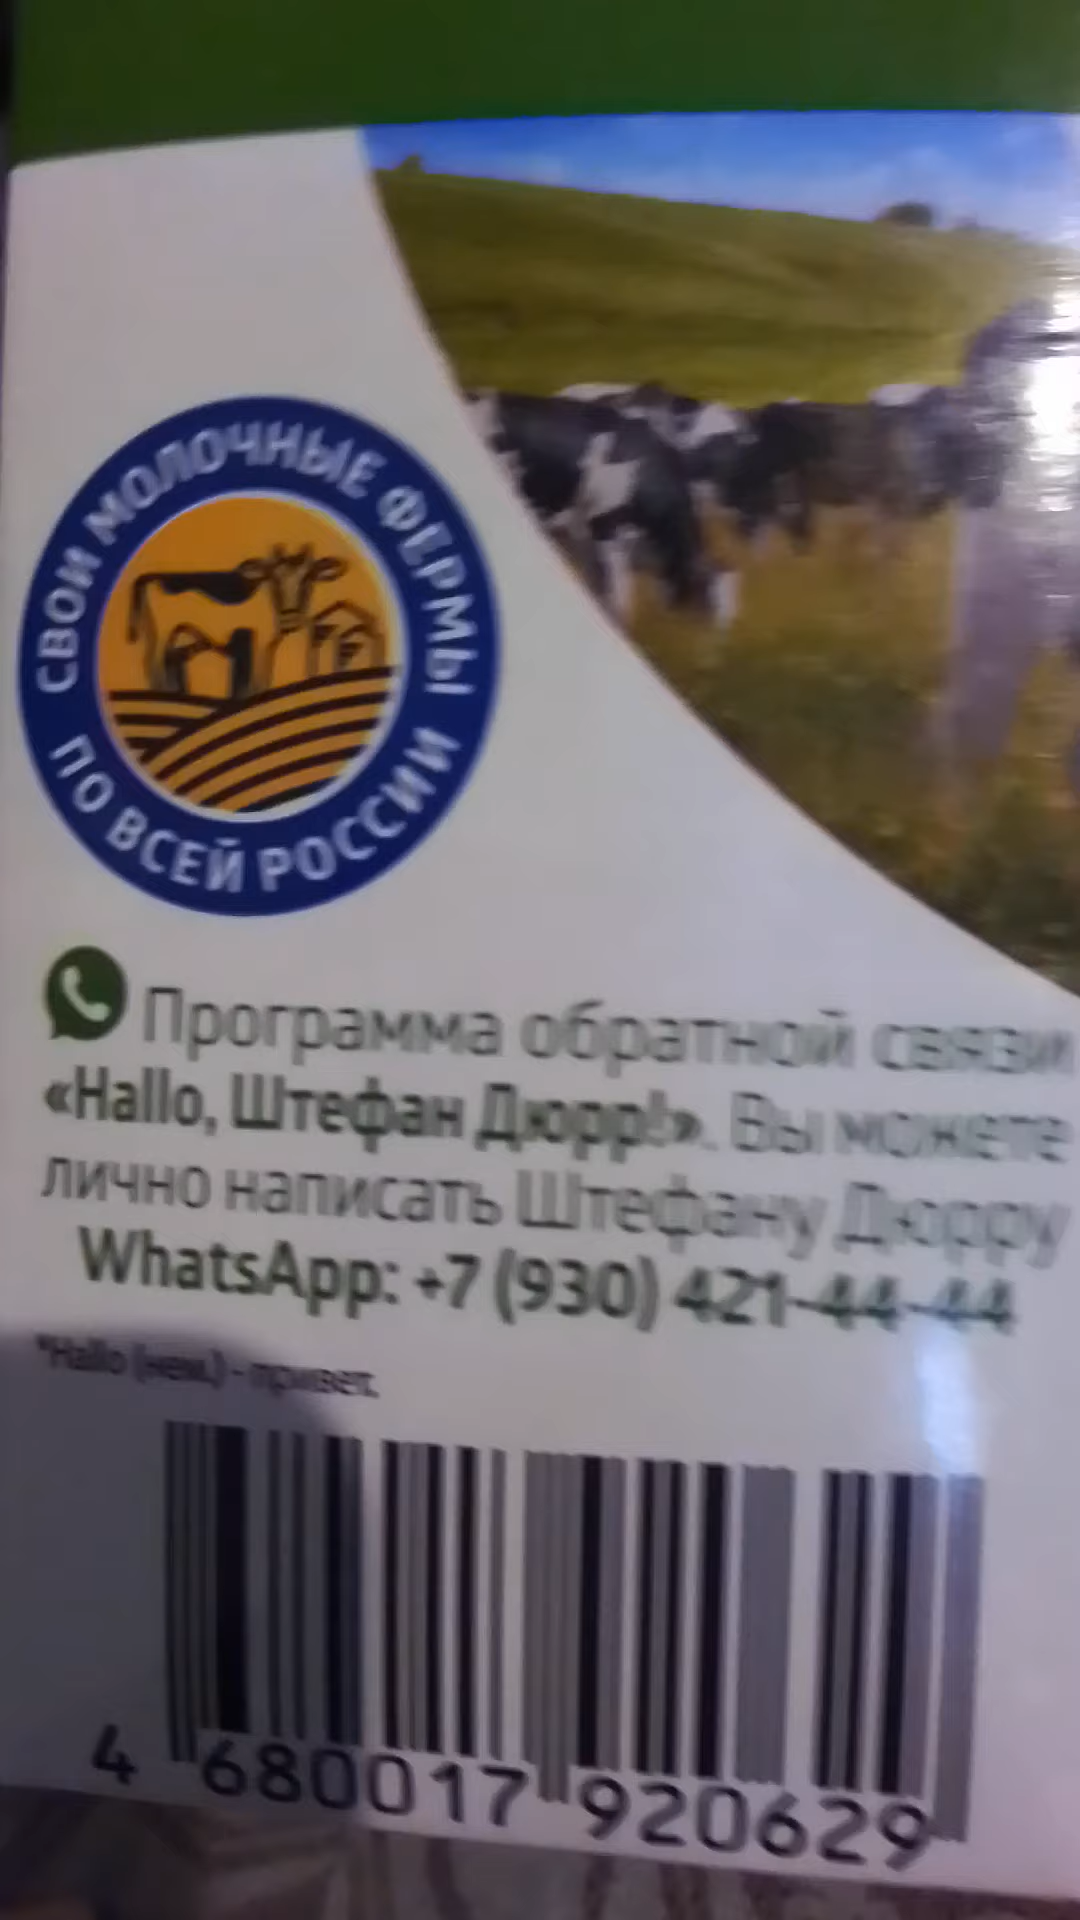 СВОИ МОЛОЧНЫЕ ФЕРМЫ
ПО ВСЕЙ РОССИИ
Программа обратной связи
«Hallo, Штефан Дюрр!». Вы можете
лично написать Штефану Дюрру
WhatsApp: +7 (930) 421-44-44
*Hallo (нем.) - привет.
4 680017 920629